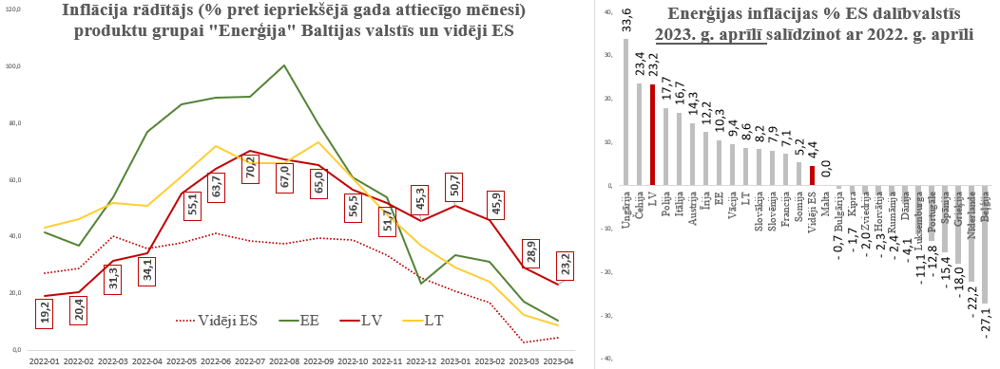 Inflācija rādītājs (% pret iepriekšējā gada attiecīgo mēnesi)
produktu grupai "Enerģija" Baltijas valstīs un vidēji ES
120,0
100,0
80,0
60,0
40,0
20,0
0,0
19,2
20,4
31,3
34,1
55,1
63,7
70,2
67,0
65,0
56,5
51,7
45,3
50,7
45,9
28,9
23,2
Vidēji ES EE LV LT
2022-01 2022-02 2022-03 2022-04 2022-05 2022-06 2022-07 2022-08 2022-09 2022-10 2022-11 2022-12 2023-01 2023-02 2023-03 2023-04
Enerģijas inflācijas % ES dalībvalstīs
2023. g. aprīlī salīdzinot ar 2022. g. aprīli
40,
30,
20,
10,
0,
- 10,
- 20,
- 30,
- 40,
33,6
23,4
23,2
17,7
16,7
14,3
12,2
10,3
9,4
8,6
8,2
7,9
7,1
5,2
4,4
0,0
- 0,7
- 1,7
- 2,0
- 2,3
- 2,4
- 4,1
- 11,1
- 12,8
- 15,4
- 18,0
- 22,2
- 27,1
Ungārija
Čehija
LV
Polija
Itālija
Austrija
Īrija
EE
Vācija
LT
Slovākija
Slovēnija
Francija
Somija
Vidēji ES
Malta
Bulgārija
Kipra
Zviedrija
Horvātija
Rumānija
Dānija
Luksemburga
Portugāle
Spānija
Grieķija
Nīderlande
Beļģija